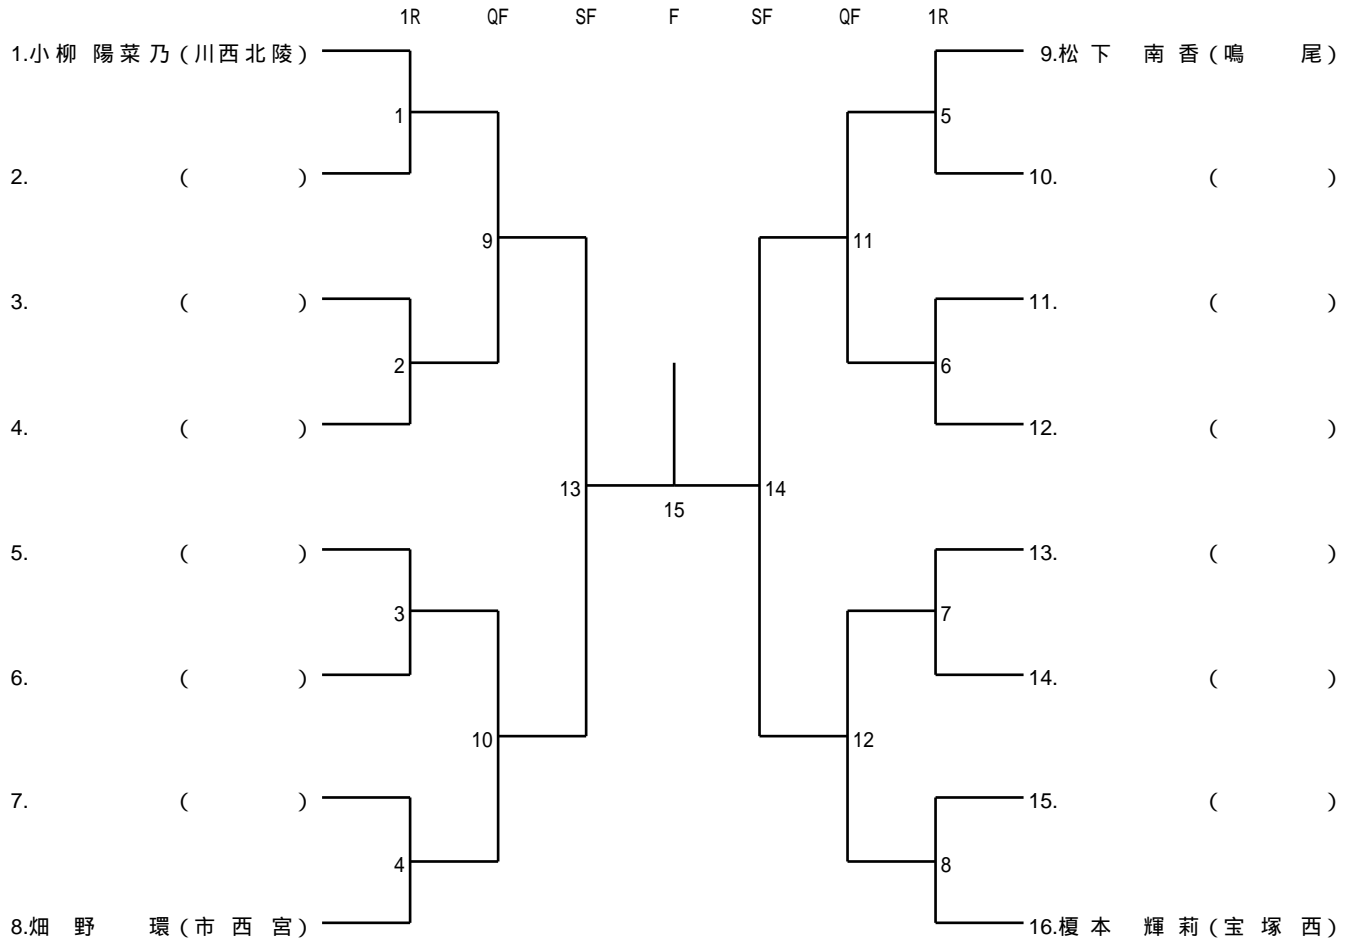 1R QF SF F SF QF 1R
1.小柳 陽菜乃(川西北陵) 9.松下 南香(鳴 尾)
1 5
2. ( ) 10. ( )
9 11
3. ( ) 11. ( )
2 6
4. ( ) 12. ( )
13 14
15
5. ( ) 13. ( )
3 7
6. ( ) 14. ( )
10 12
7. ( ) 15. ( )
4 8
8.畑野 環(市西宮) 16.榎本 輝莉(宝塚西)